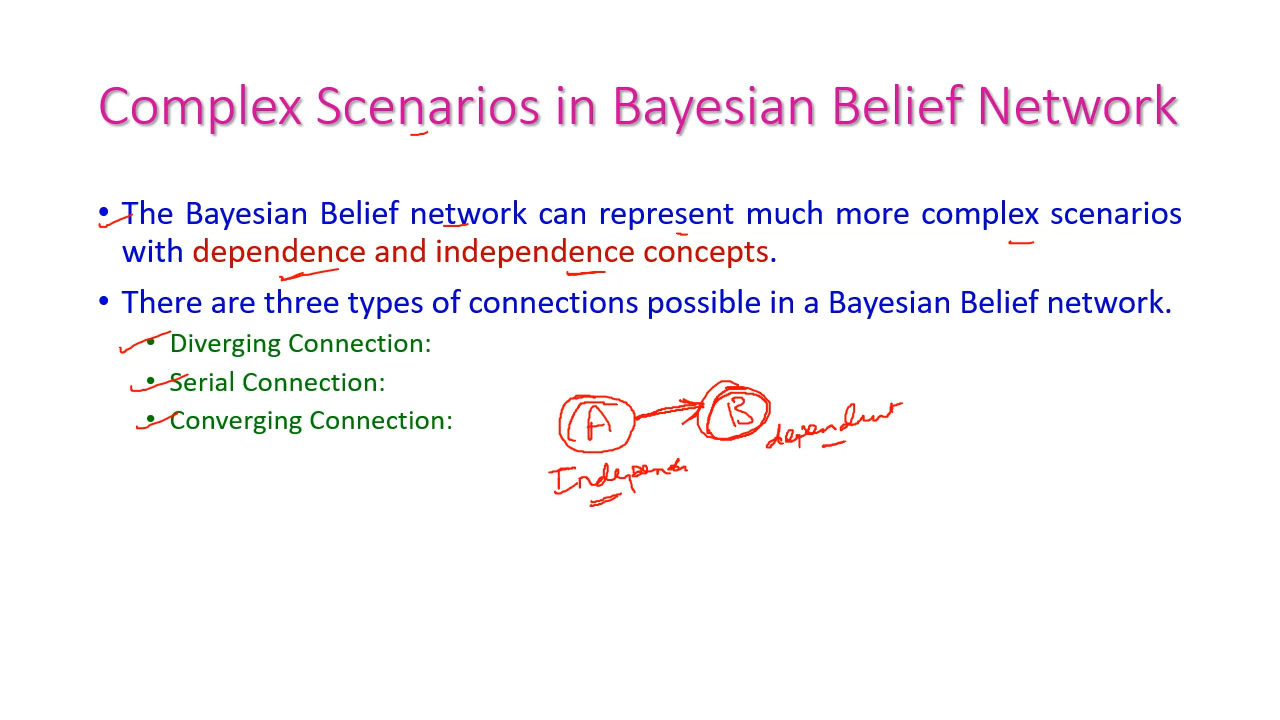 Complex Scenarios in Bayesian Belief Network
• The Bayesian Belief network can represent much more complex scenarios
with dependence and independence concepts.
• There are three types of connections possible in a Bayesian Belief network.
• Diverging Connection:
• Serial Connection:
• Converging Connection:
A B
dependent
Independ